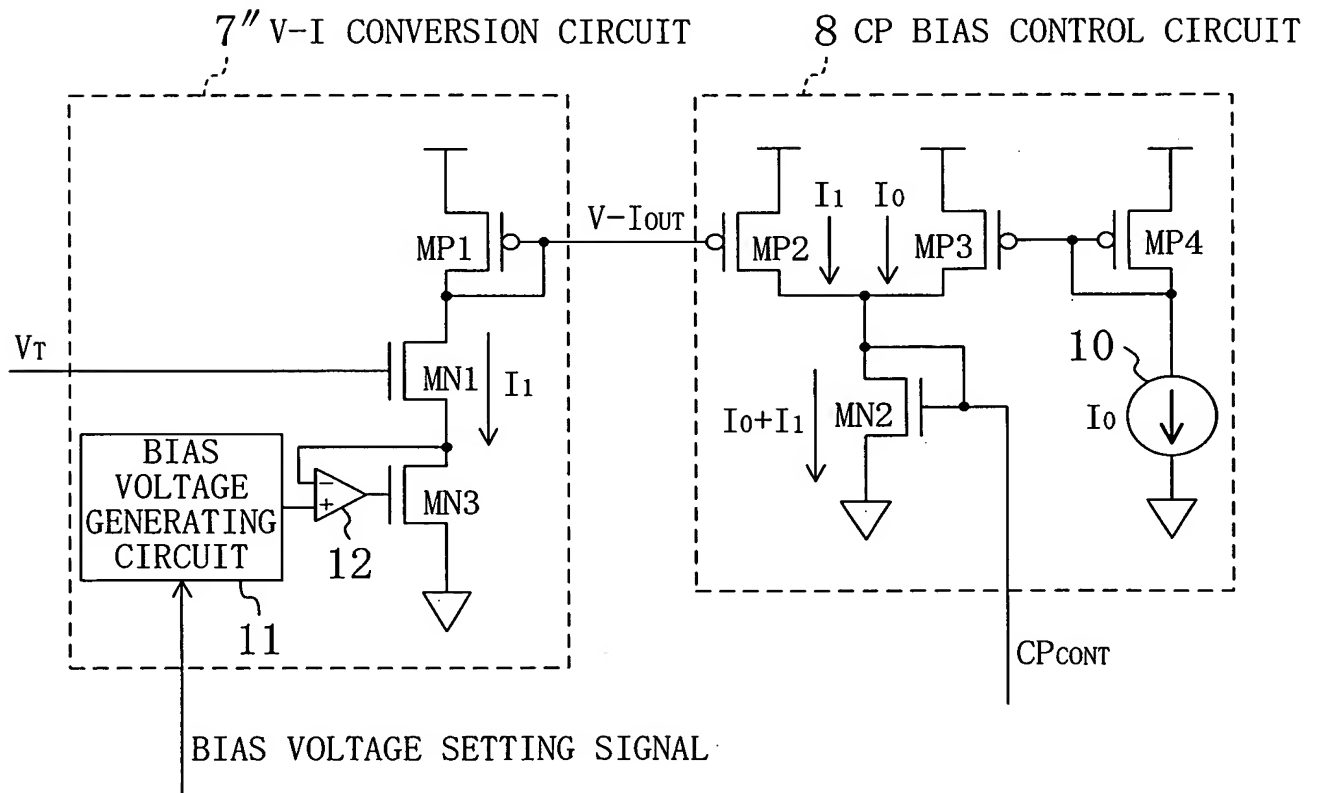 7″ V-I CONVERSION CIRCUIT
8 CP BIAS CONTROL CIRCUIT
V-IOUT
MP1
MP2
I1
I0
MP3
MP4
VT
MN1
I1
10
I0+I1
MN2
I0
BIAS
VOLTAGE
GENERATING
CIRCUIT
-
+
12
MN3
11
CPCONT
BIAS VOLTAGE SETTING SIGNAL